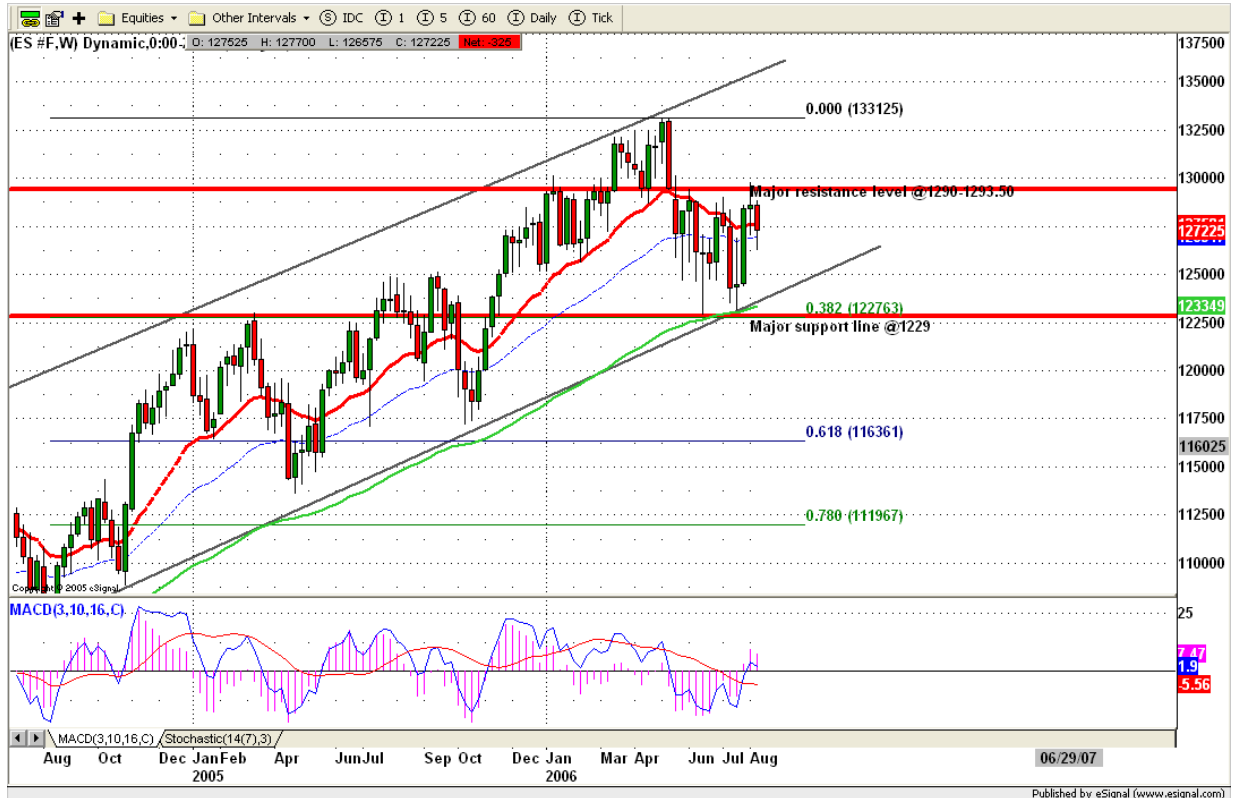 Equities Other Intervals S IDC I 1 I 5 I 60 I Daily I Tick
(ES #F,W) Dynamic,0:00- O: 127525 H: 127700 L: 126575 C: 127225 Net: -325
137500
135000
0.000 (133125)
132500
130000
Major resistance level @1290-1293.50
127225
125000
0.382 (122763)
123349
Major support line @1229
122500
120000
117500
0.618 (116361)
116025
115000
0.780 (111967)
112500
110000
Copyright © 2005 eSignal
MACD(3,10,16,C)
25
7.47
1.9
-5.56
MACD(3,10,16,C) Stochastic(14(7),3)
Aug Oct Dec Jan Feb Apr Jun Jul Sep Oct Dec Jan Mar Apr Jun Jul Aug 06/29/07
2005 2006
Published by eSignal (www.esignal.com)